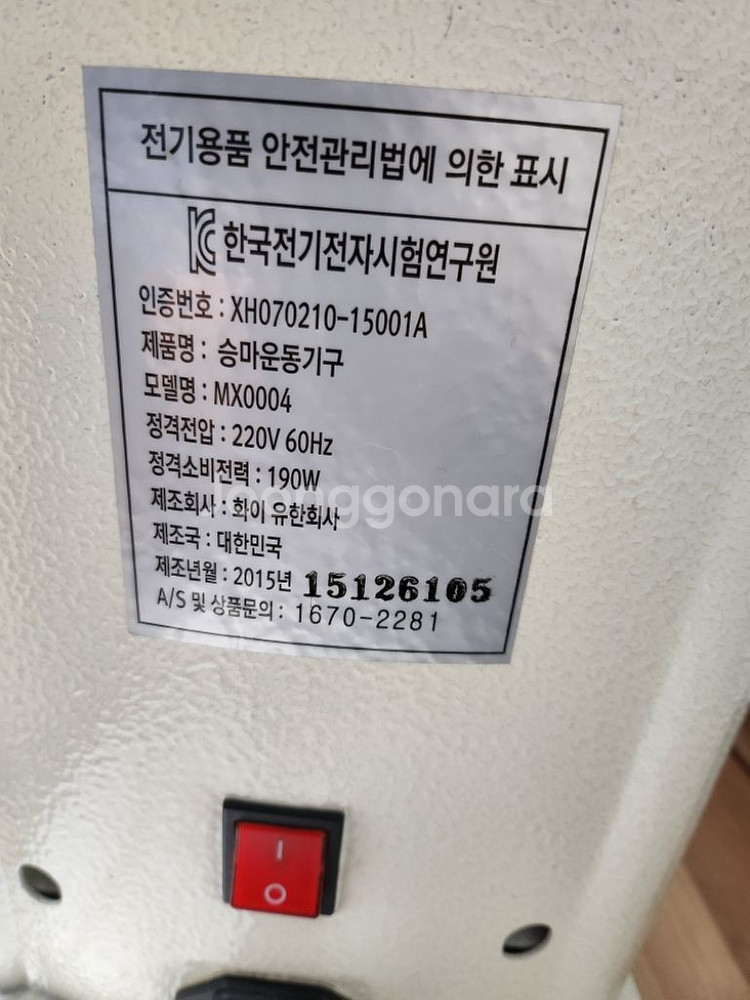 전기용품 안전관리법에 의한 표시
KC 한국전기전자시험연구원
인증번호 : XH070210-15001A
제품명 : 승마운동기구
모델명 : MX0004
정격전압 : 220V 60Hz
정격소비전력 : 190W
joonggonara
제조회사 : 화이 유한회사
제조국 : 대한민국
제조년월 : 2015년 15126105
A/S 및 상품문의 : 1670-2281
I
O